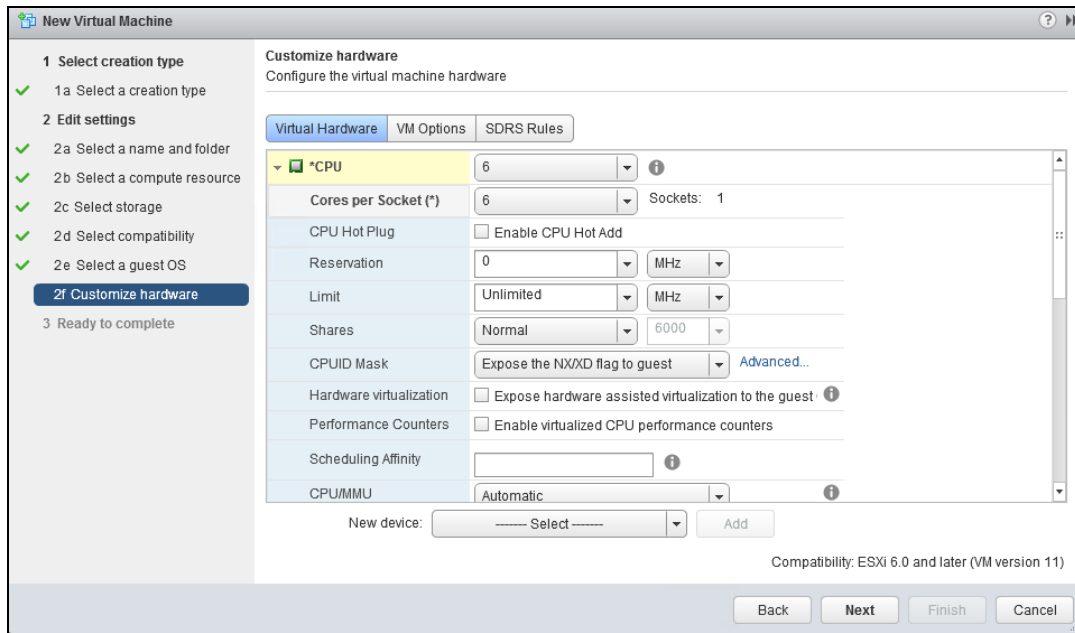 New Virtual Machine
1 Select creation type
1a Select a creation type
2 Edit settings
2a Select a name and folder
2b Select a compute resource
2c Select storage
2d Select compatibility
2e Select a guest OS
2f Customize hardware
3 Ready to complete
Customize hardware
Configure the virtual machine hardware
Virtual Hardware VM Options SDRS Rules
*CPU 6
Cores per Socket (*) 6 Sockets: 1
CPU Hot Plug Enable CPU Hot Add
Reservation 0 MHz
Limit Unlimited MHz
Shares Normal 6000
CPUID Mask Expose the NX/XD flag to guest Advanced...
Hardware virtualization Expose hardware assisted virtualization to the guest
Performance Counters Enable virtualized CPU performance counters
Scheduling Affinity
CPU/MMU Automatic
New device: ------- Select ------- Add
Compatibility: ESXi 6.0 and later (VM version 11)
Back Next Finish Cancel